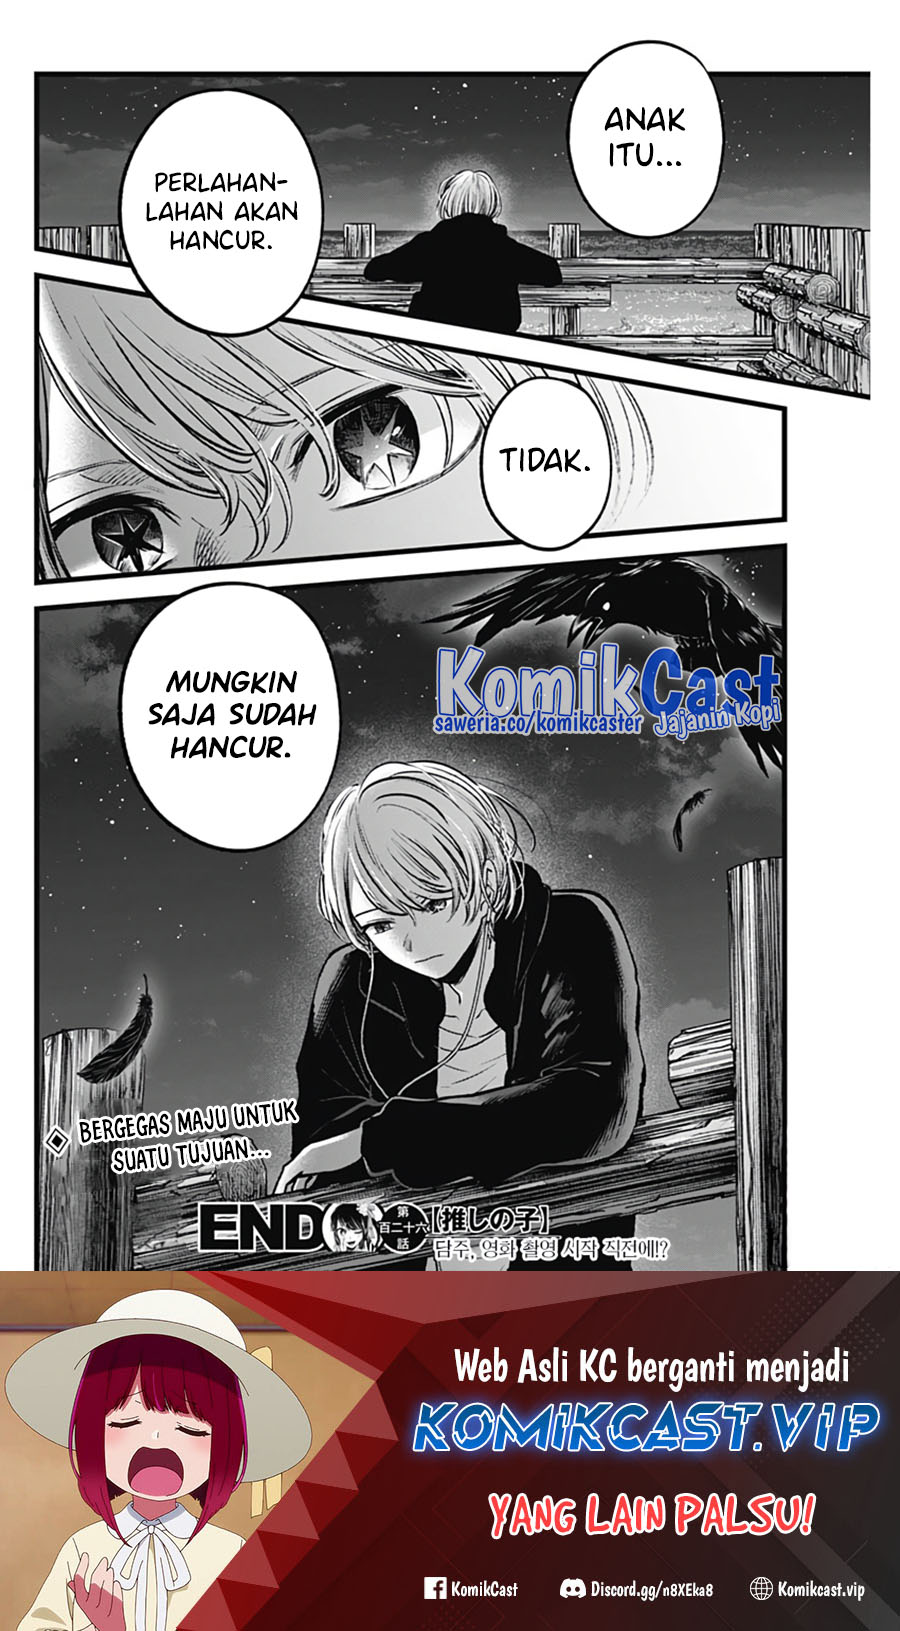 ANAK
ITU...
PERLAHAN-
LAHAN AKAN
HANCUR.
TIDAK.
MUNGKIN
SAJA SUDAH
HANCUR.
KomikCast
saweria.co/komikcaster Jajanin Kopi
BERGEGAS MAJU UNTUK
SUATU TUJUAN...
END
第
百二十六
話
【推しの子】
담주, 영화 촬영 시작 직전에!?
Web Asli KC berganti menjadi
KOMIKCAST.VIP
YANG LAIN PALSU!
KomikCast
Discord.gg/n8XEka8
Komikcast.vip